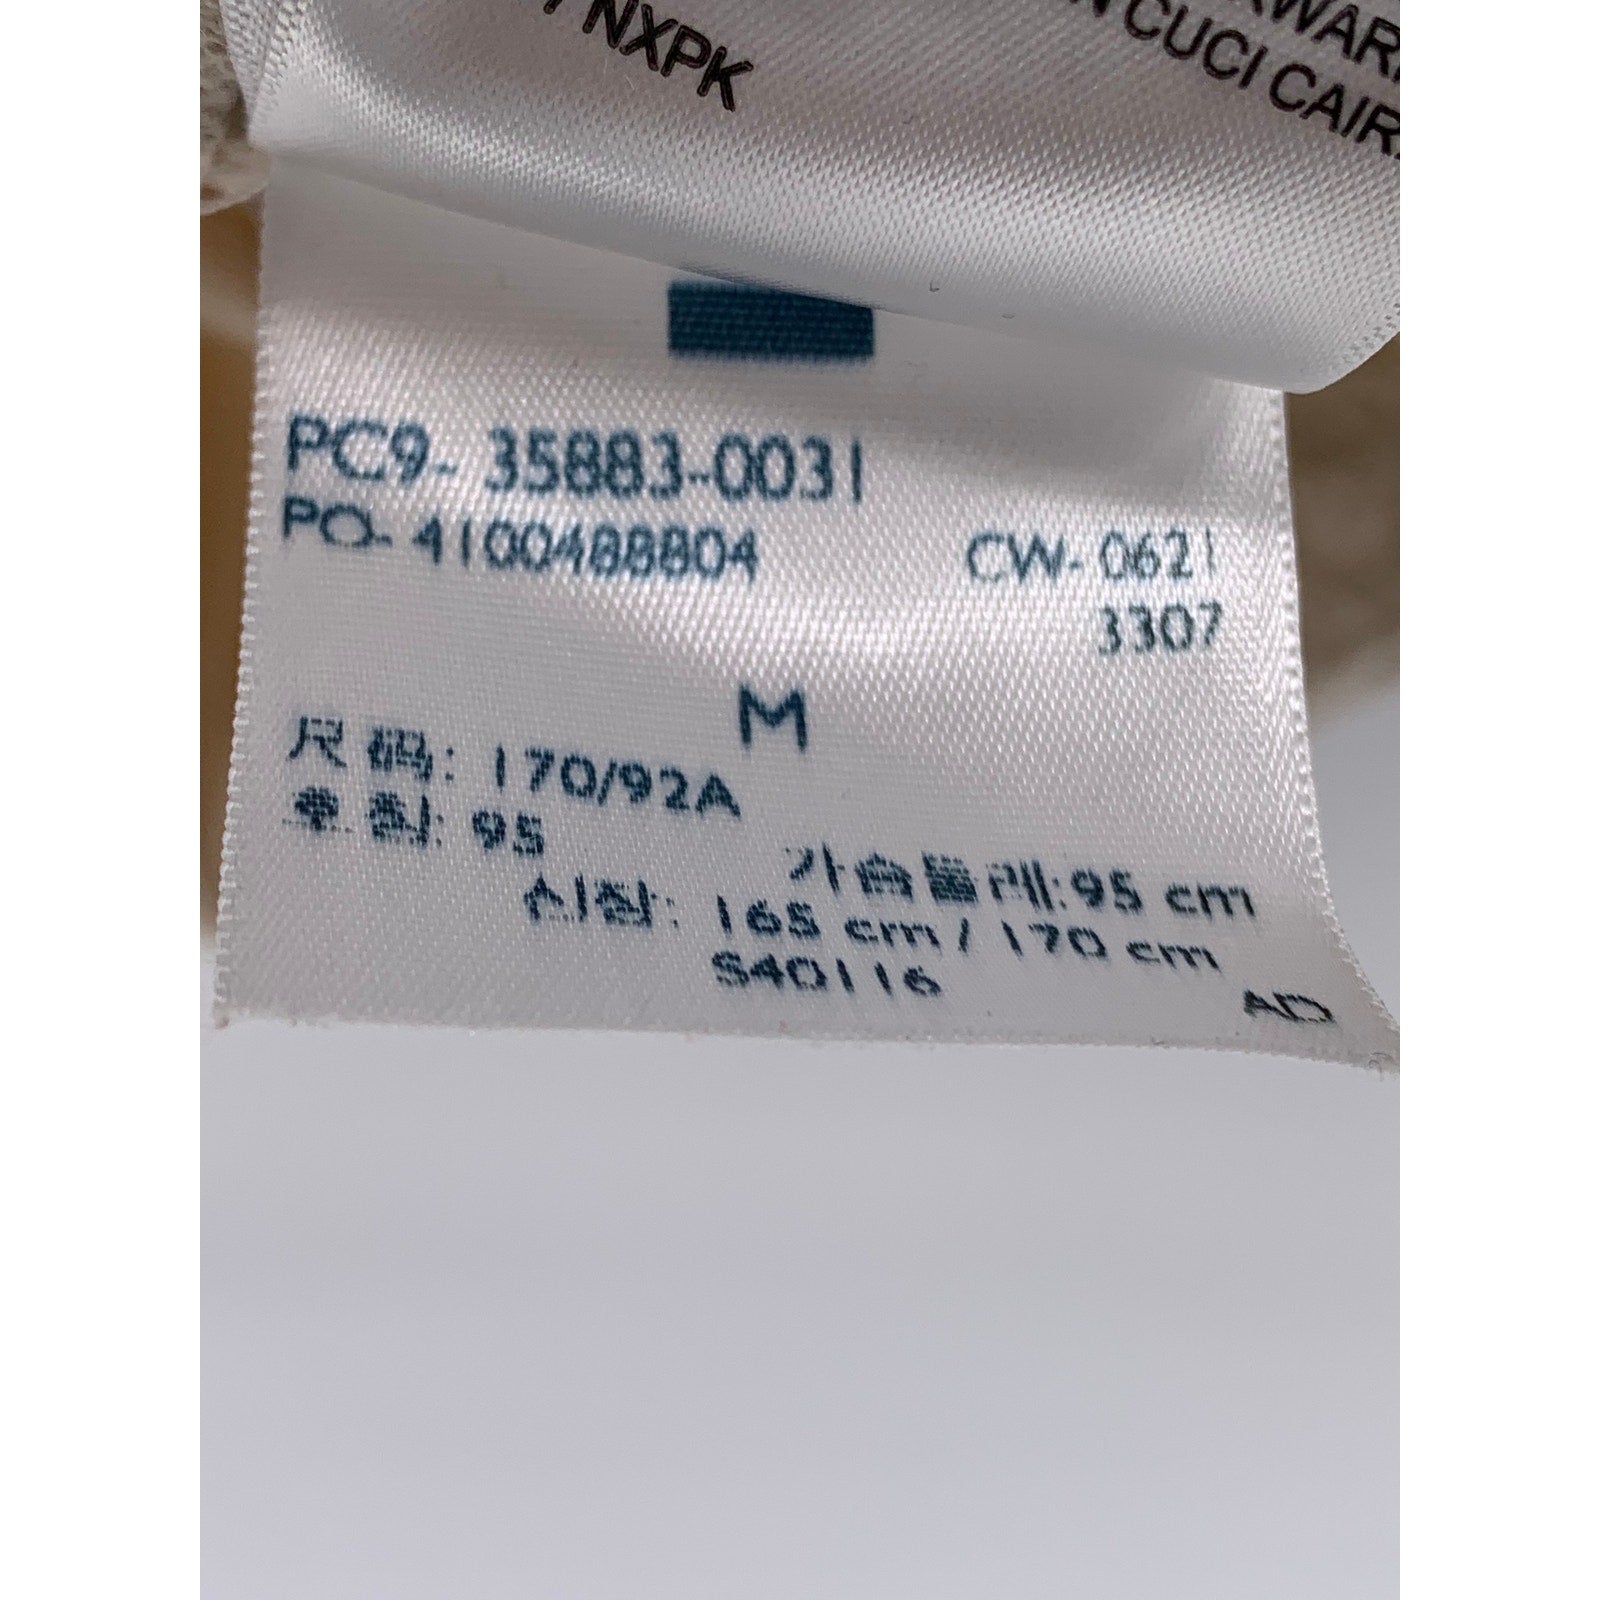 NXPK
CUCI
PC9- 35883-0031
PO- 4100488804
CW- 0621
3307
M
尺 码: 170/92A
호 칭: 95
가슴둘레: 95 cm
신장: 165 cm / 170 cm
S40116
AD